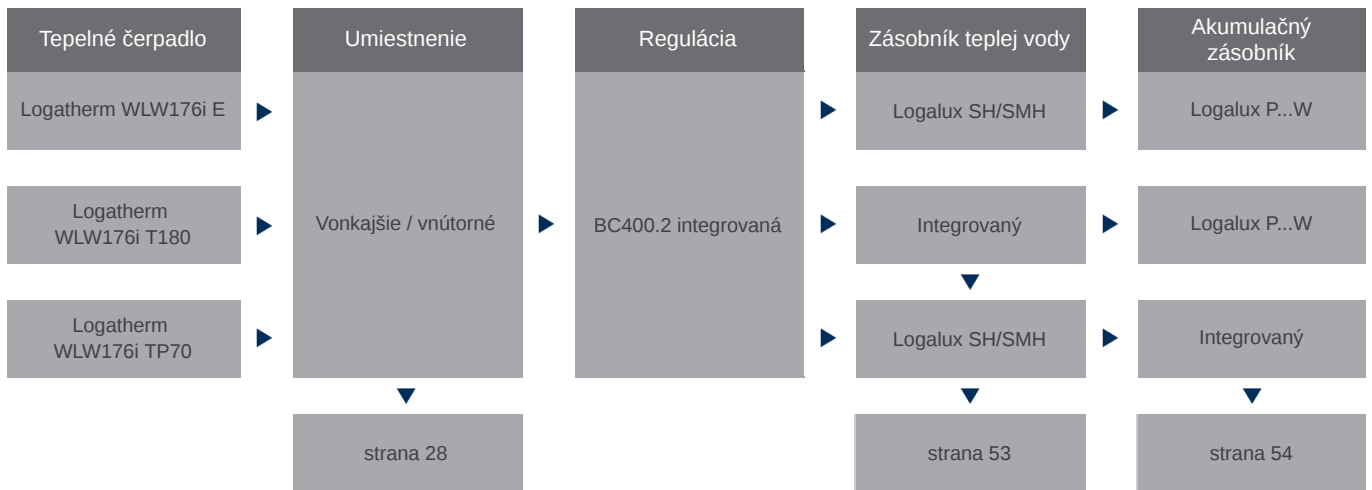 Tepelné čerpadlo
Umiestnenie
Regulácia
Zásobník teplej vody
Akumulačný
zásobník
Logatherm WLW176i E
Logalux SH/SMH
Logalux P...W
Logatherm
WLW176i T180
Vonkajšie / vnútorné
BC400.2 integrovaná
Integrovaný
Logalux P...W
Logatherm
WLW176i TP70
Logalux SH/SMH
Integrovaný
strana 28
strana 53
strana 54